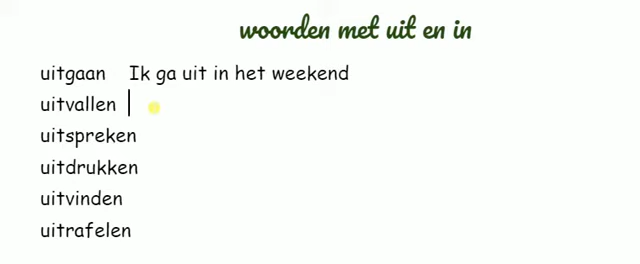 woorden met uit en in
uitgaan Ik ga uit in het weekend
uitvallen
uitspreken
uitdrukken
uitvinden
uitrafelen